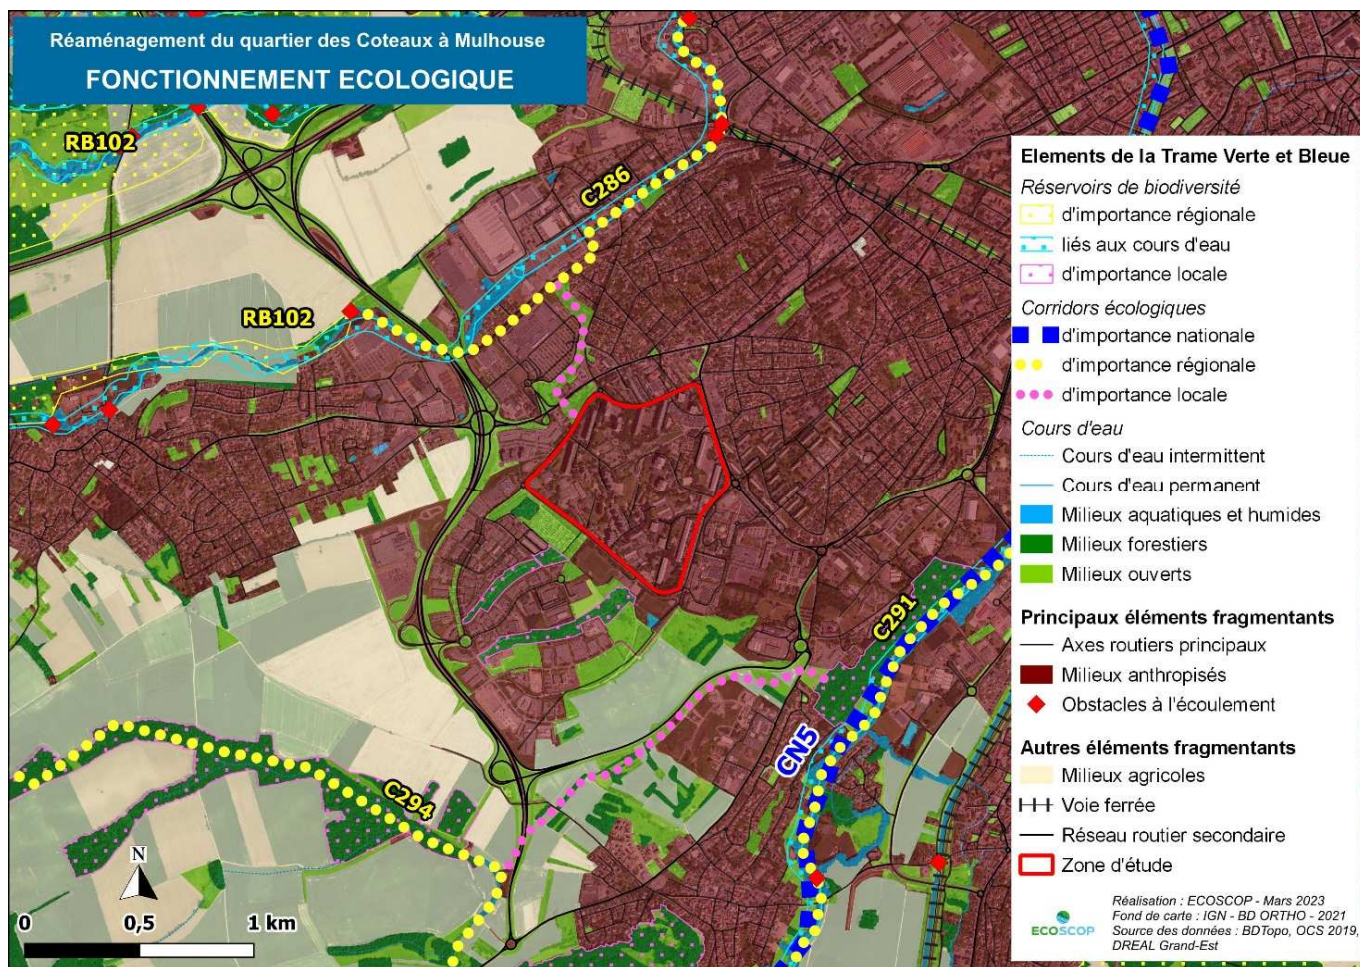 Réaménagement du quartier des Coteaux à Mulhouse
FONCTIONNEMENT ECOLOGIQUE
RB102
C286
RB102
C291
CN5
C294
N
0 0,5 1 km
Elements de la Trame Verte et Bleue
Réservoirs de biodiversité
d'importance régionale
liés aux cours d'eau
d'importance locale
Corridors écologiques
d'importance nationale
d'importance régionale
d'importance locale
Cours d'eau
Cours d'eau intermittent
Cours d'eau permanent
Milieux aquatiques et humides
Milieux forestiers
Milieux ouverts
Principaux éléments fragmentants
Axes routiers principaux
Milieux anthropisés
Obstacles à l'écoulement
Autres éléments fragmentants
Milieux agricoles
Voie ferrée
Réseau routier secondaire
Zone d'étude
ECOSCOP
Réalisation : ECOSCOP - Mars 2023
Fond de carte : IGN - BD ORTHO - 2021
Source des données : BDTopo, OCS 2019,
DREAL Grand-Est